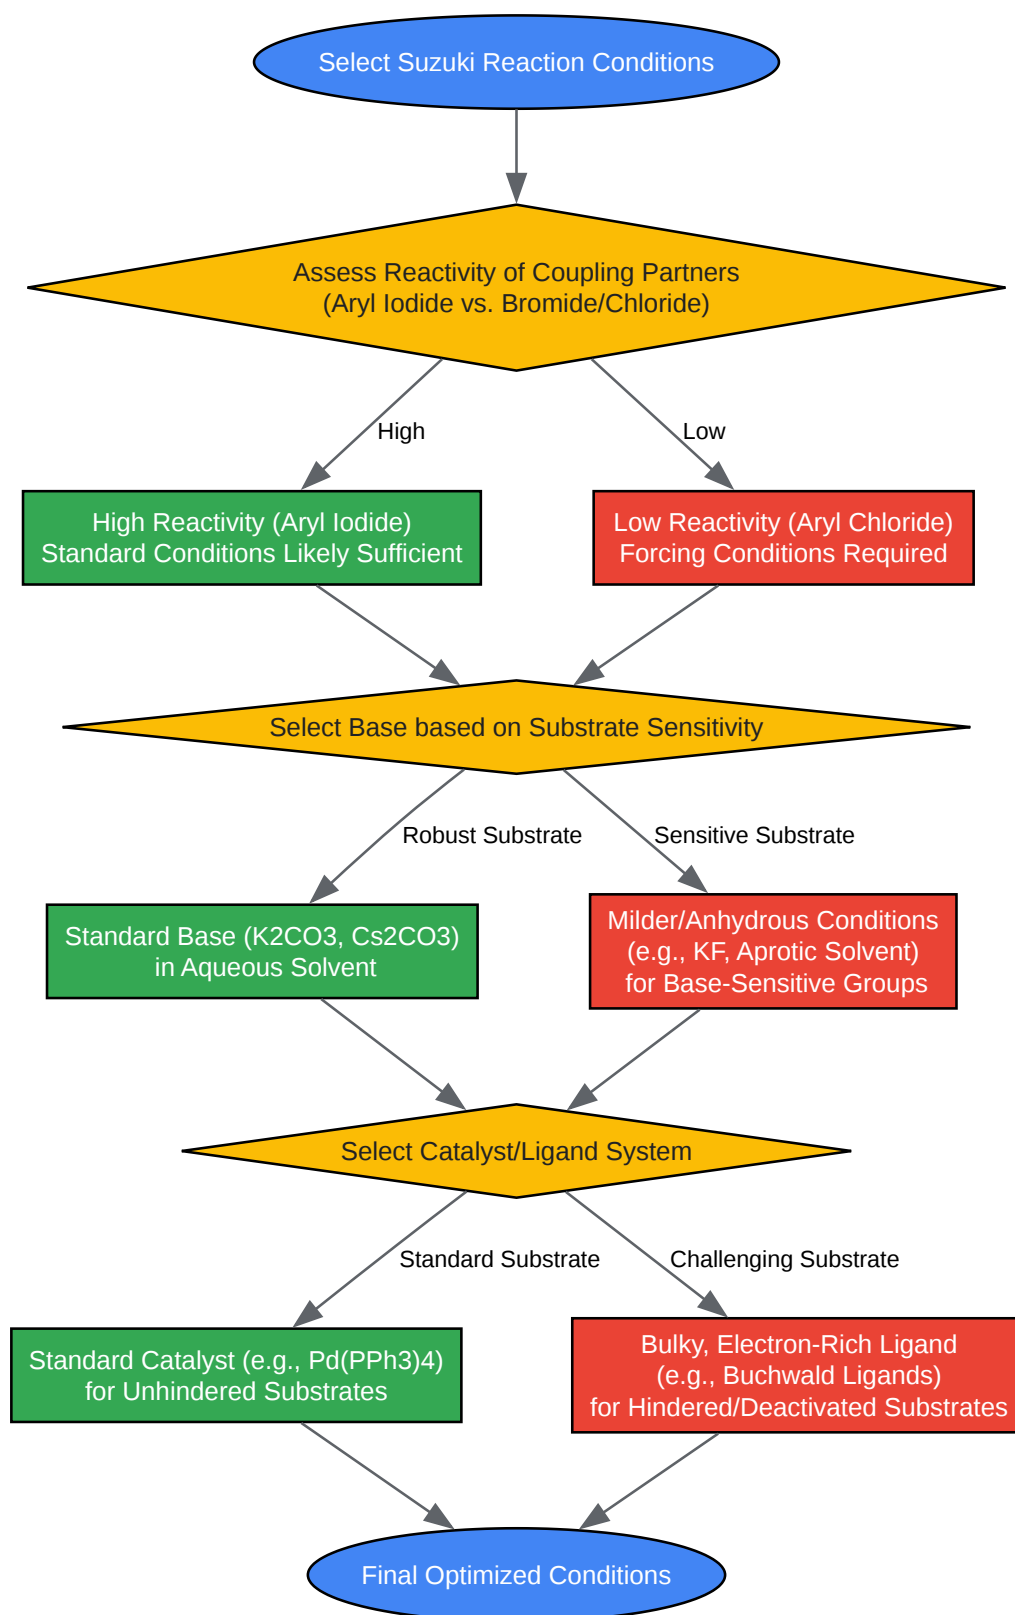 Select Suzuki Reaction Conditions
Assess Reactivity of Coupling Partners
(Aryl Iodide vs. Bromide/Chloride)
High
Low
High Reactivity (Aryl Iodide)
Standard Conditions Likely Sufficient
Low Reactivity (Aryl Chloride)
Forcing Conditions Required
Select Base based on Substrate Sensitivity
Robust Substrate
Sensitive Substrate
Standard Base (K2CO3, Cs2CO3)
in Aqueous Solvent
Milder/Anhydrous Conditions
(e.g., KF, Aprotic Solvent)
for Base-Sensitive Groups
Select Catalyst/Ligand System
Standard Substrate
Challenging Substrate
Standard Catalyst (e.g., Pd(PPh3)4)
for Unhindered Substrates
Bulky, Electron-Rich Ligand
(e.g., Buchwald Ligands)
for Hindered/Deactivated Substrates
Final Optimized Conditions